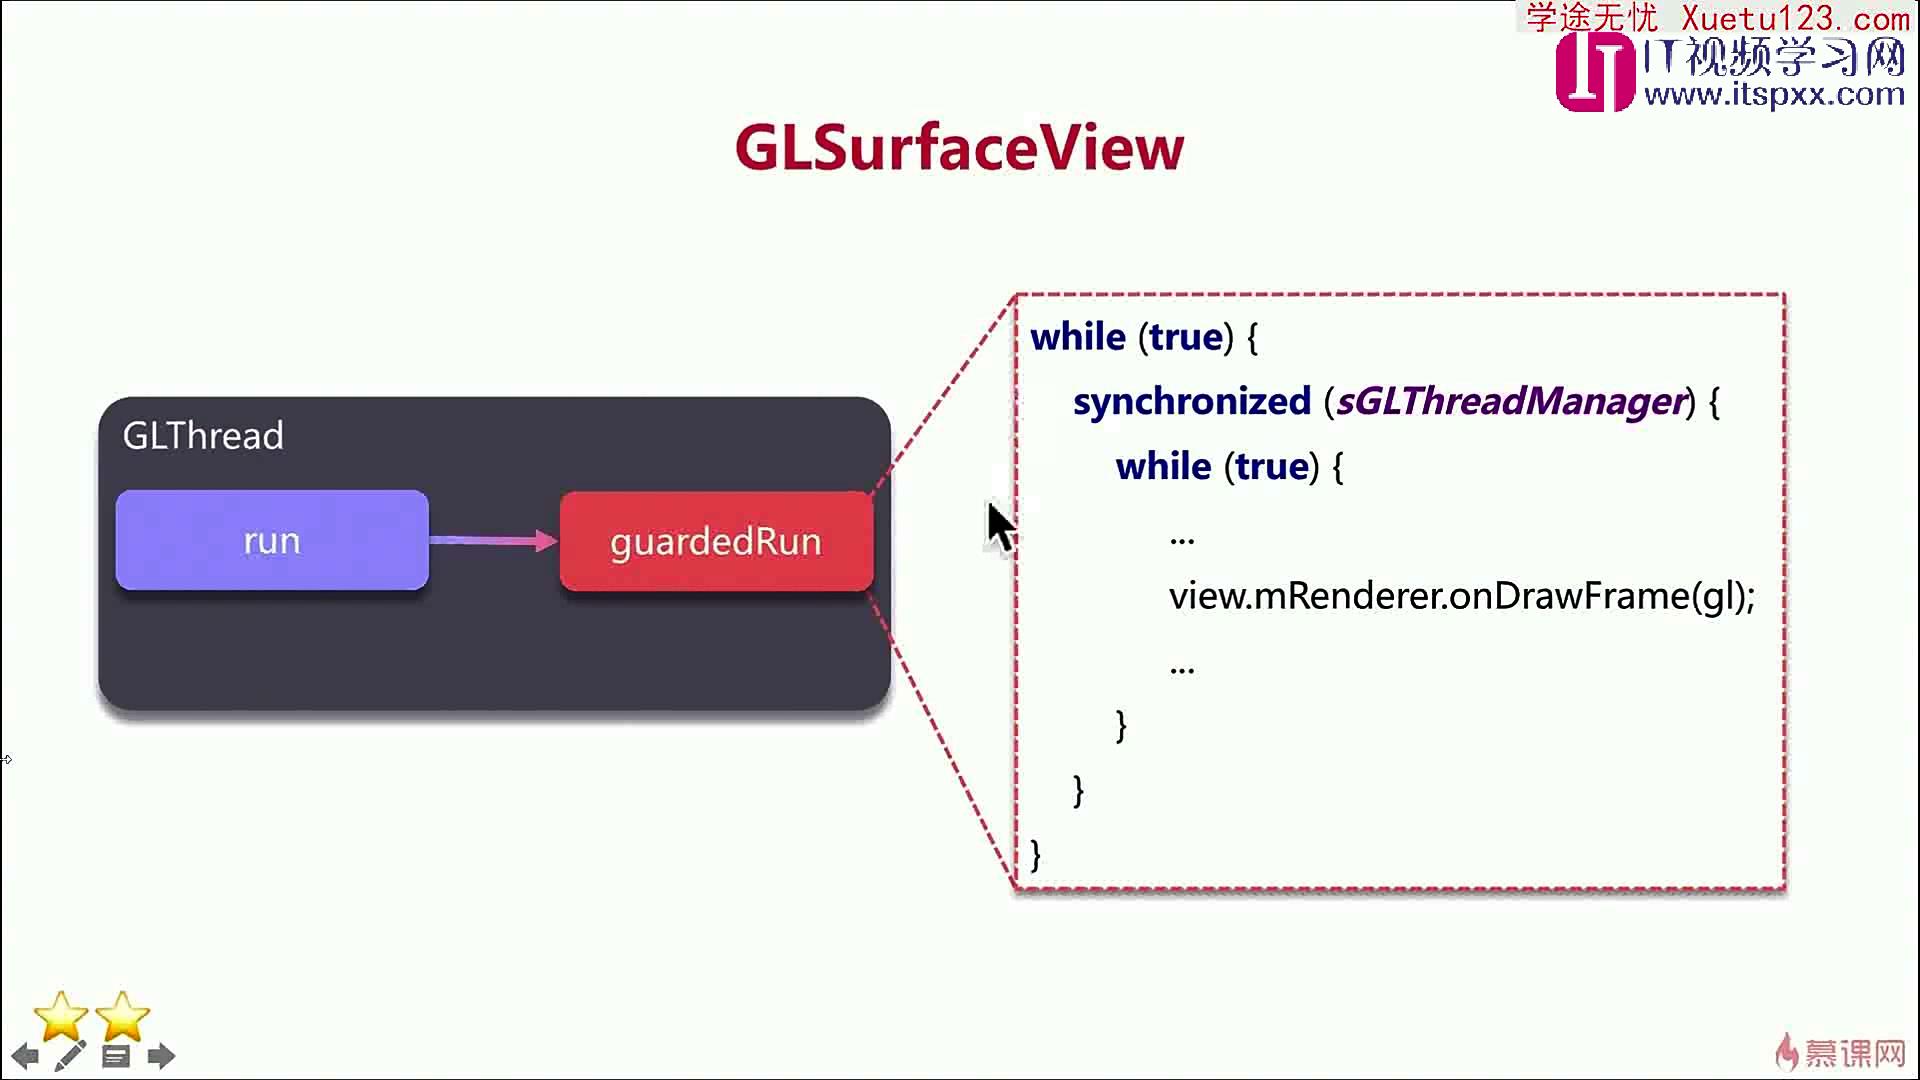 学途无忧 Xuetu123.com
IT视频学习网
www.itspxx.com
GLSurfaceView
GLThread
run
guardedRun
while (true) {
synchronized (sGLThreadManager) {
while (true) {
...
view.mRenderer.onDrawFrame(gl);
...
}
}
}
慕课网